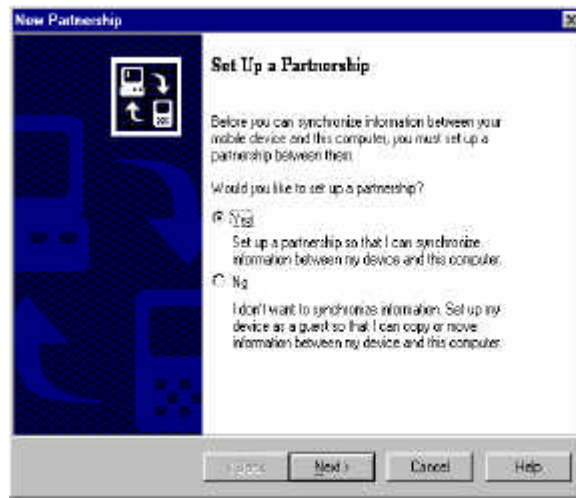 New Partnership
Set Up a Partnership
Before you can synchronize information between your
mobile device and this computer, you must set up a
partnership between them.
Would you like to set up a partnership?
Yes
Set up a partnership so that I can synchronize
information between my device and this computer.
No
I don't want to synchronize information. Set up my
device as a guest so that I can copy or move
information between my device and this computer.
< Back Next > Cancel Help